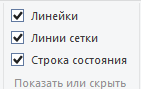 Линейки
Линии сетки
Строка состояния
Показать или скрыть